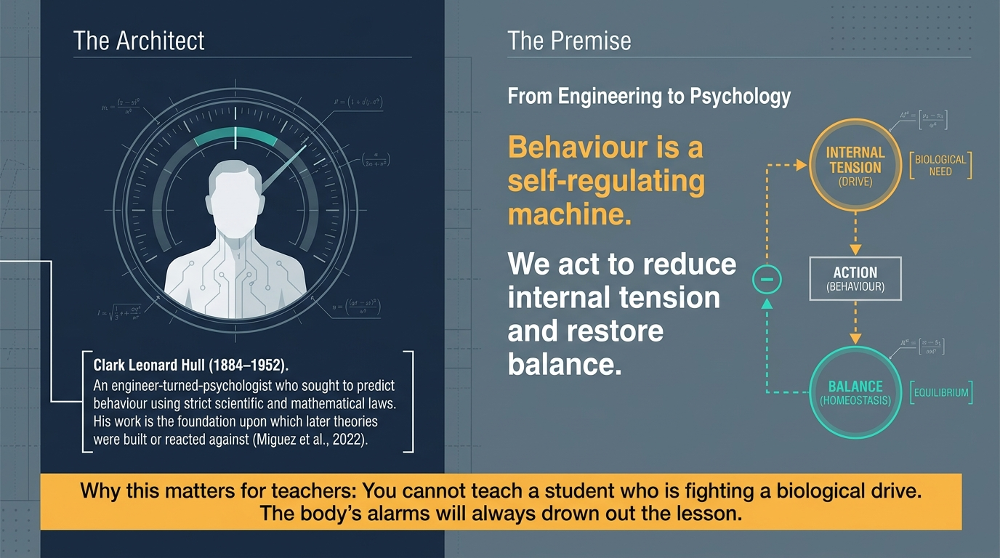 The Architect
Clark Leonard Hull (1884–1952).
An engineer-turned-psychologist who sought to predict
behaviour using strict scientific and mathematical laws.
His work is the foundation upon which later theories
were built or reacted against (Miguez et al., 2022).
The Premise
From Engineering to Psychology
Behaviour is a
self-regulating
machine.
We act to reduce
internal tension
and restore
balance.
INTERNAL
TENSION
(DRIVE)
[BIOLOGICAL
NEED]
ACTION
(BEHAVIOUR)
−
BALANCE
(HOMEOSTASIS)
[EQUILIBRIUM]
Why this matters for teachers: You cannot teach a student who is fighting a biological drive.
The body’s alarms will always drown out the lesson.